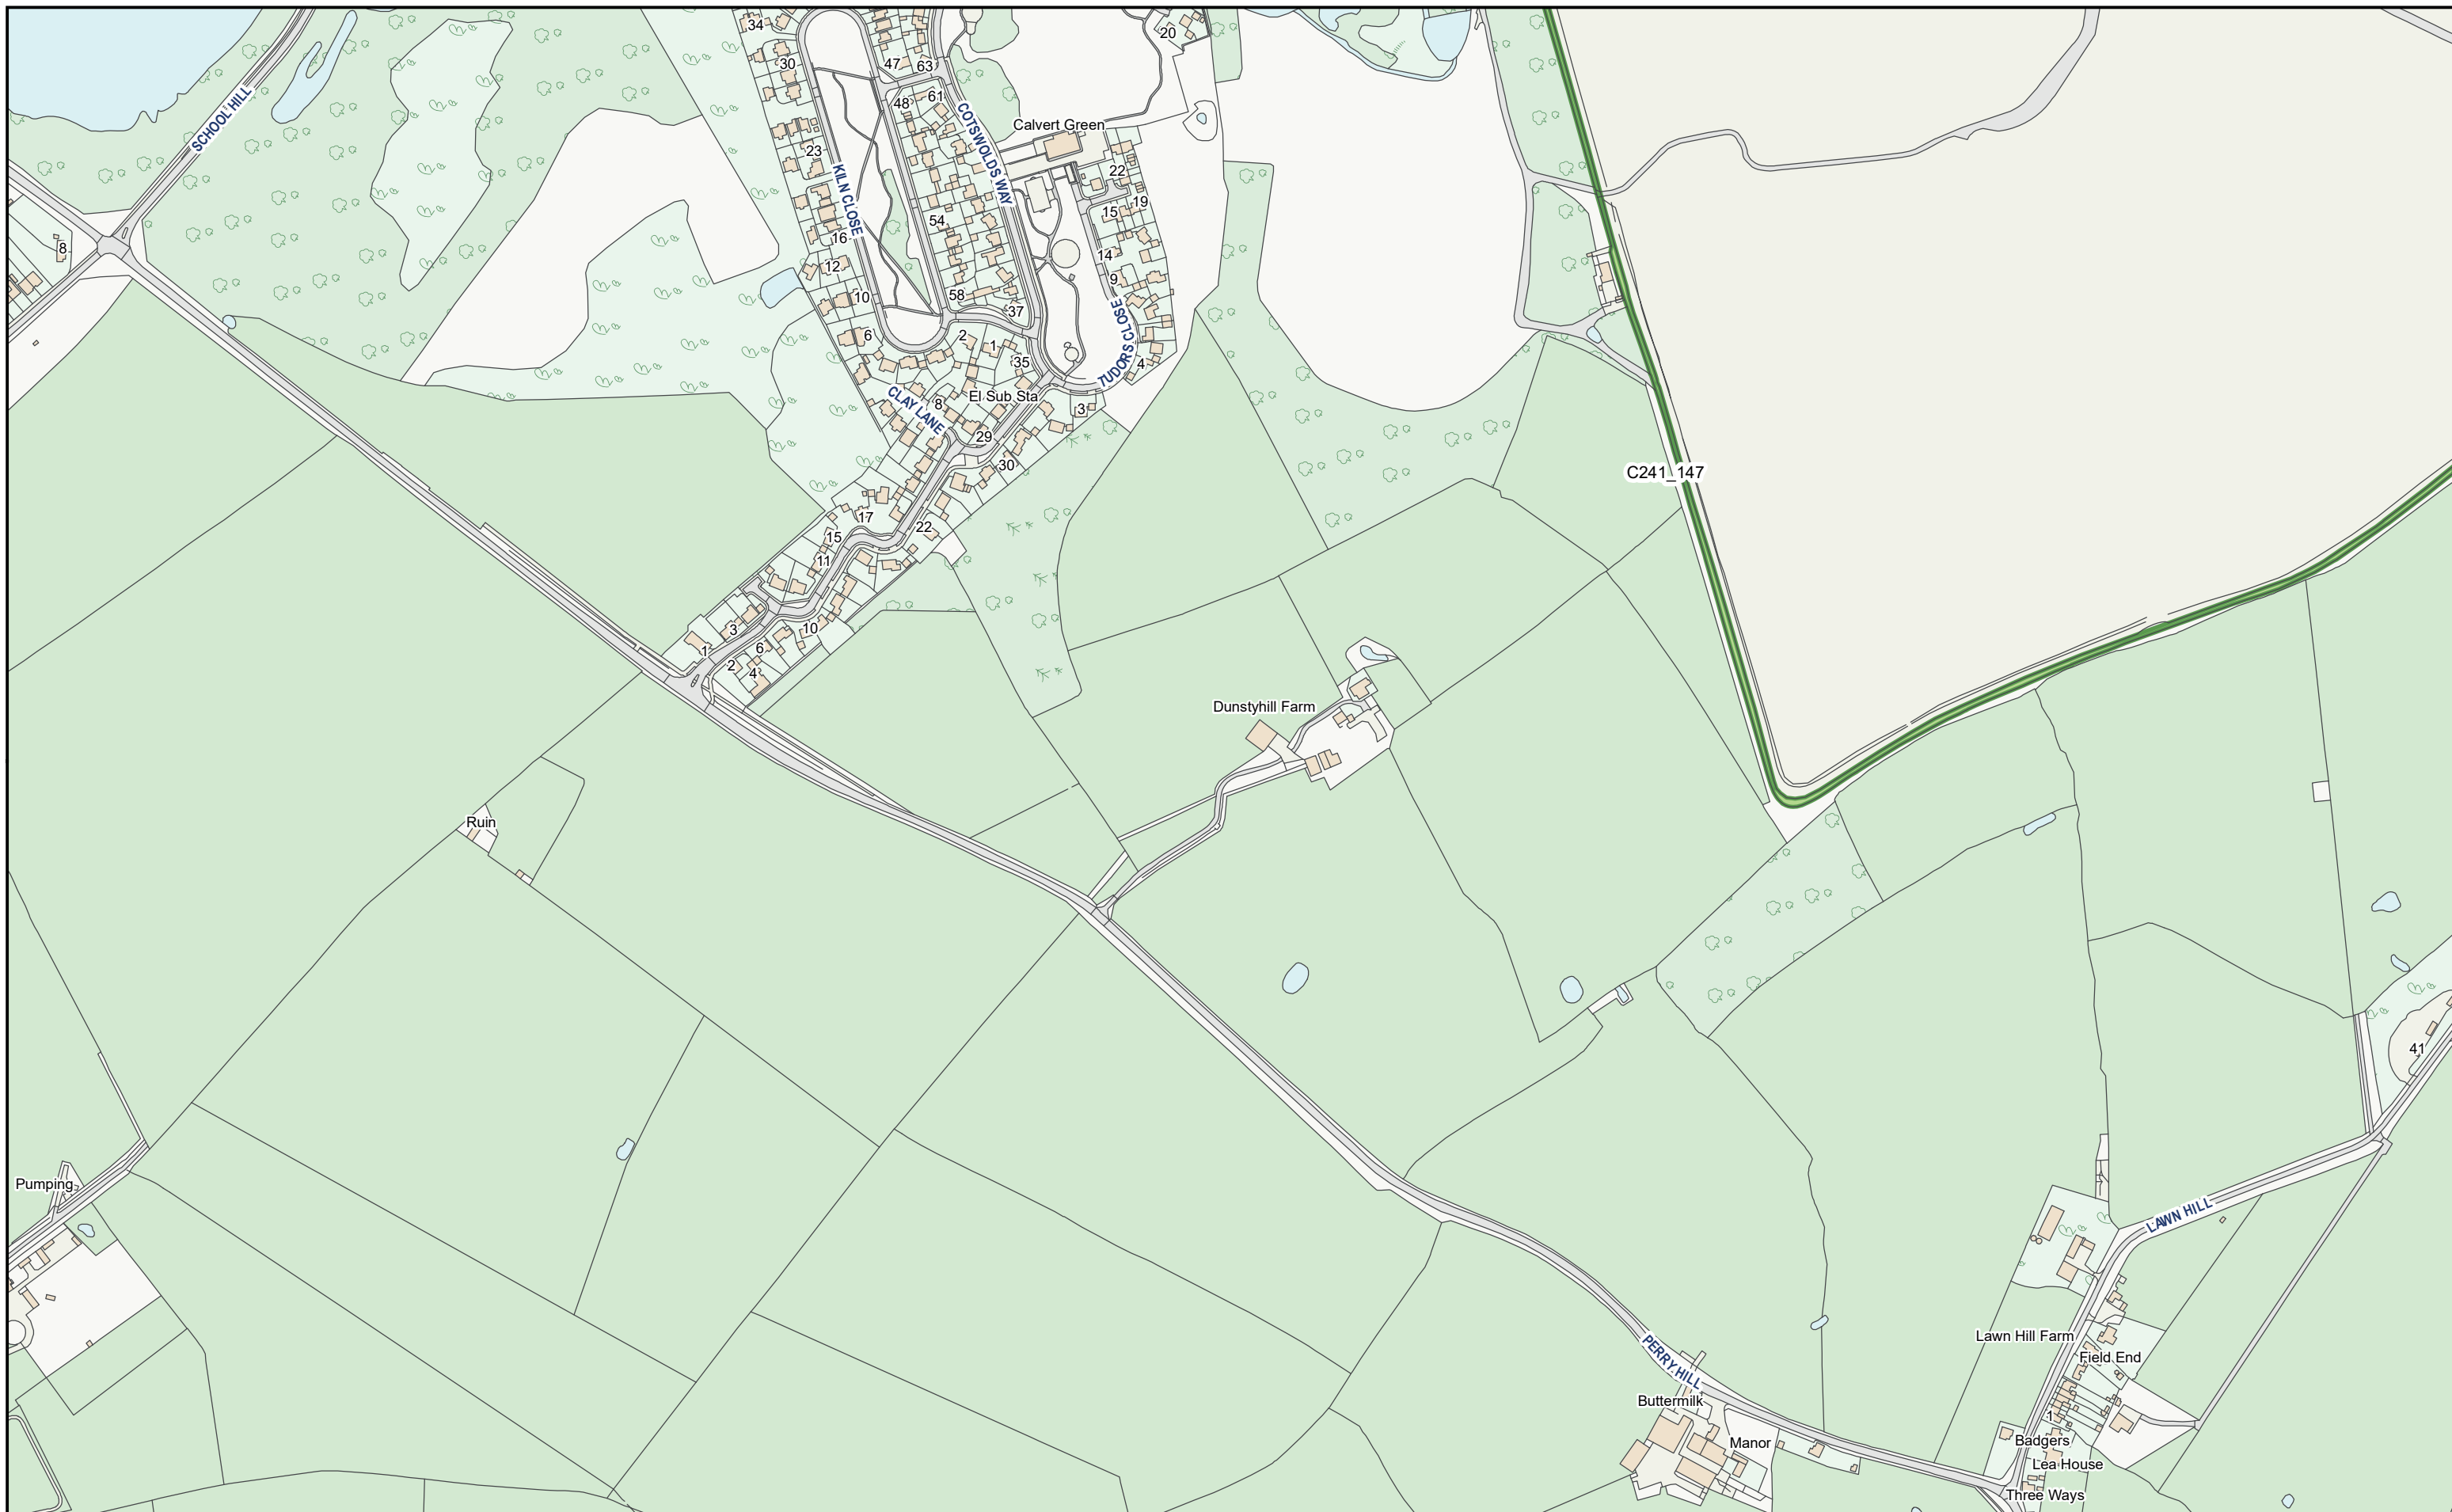 34
20
30
47
63
48
61
SCHOOL HILL
COTSWOLDS WAY
Calvert Green
23
22
KILN CLOSE
15
19
54
16
8
14
12
9
10
58
37
TUDORS CLOSE
6
2
1
35
4
CLAY LANE
El Sub Sta
8
3
29
30
C241_147
17
22
15
11
3
10
6
1
2
4
Dunstyhill Farm
Ruin
41
Pumping
LAWN HILL
Lawn Hill Farm
PERRY HILL
Field End
Buttermilk
1
Manor
Badgers
Lea House
Three Ways